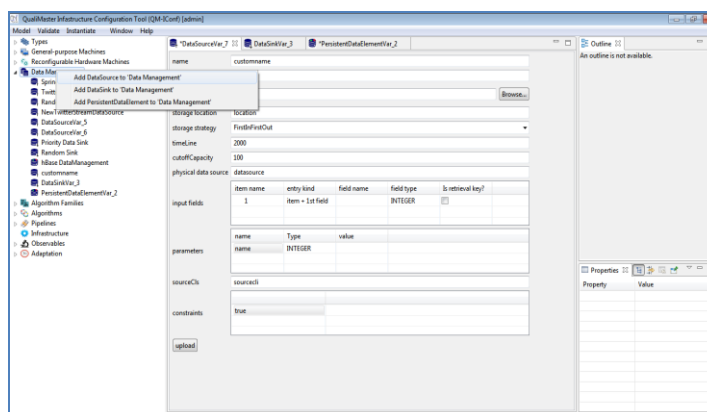 QualiMaster Infrastructure Configuration Tool (QM-IConf) [admin]
Model Validate Instantiate Window Help
Types
General-purpose Machines
Reconfigurable Hardware Machines
Data
NewTwitterStreamDataSource
DataSourceVar_5
DataSourceVar_6
Priority Data Sink
Random Sink
hBase DataManagement
customname
DataSinkVar_3
PersistentDataElementVar_2
Algorithm Families
Algorithms
Pipelines
Infrastructure
Observables
Adaptation
Add DataSource to 'Data Management'
Add DataSink to 'Data Management'
Add PersistentDataElement to 'Data Management'
*DataSourceVar_7
DataSinkVar_3
*PersistentDataElementVar_2
name customname
Browse...
storage location location
storage strategy FirstInFirstOut
timeLine 2000
cutoffCapacity 100
physical data source datasource
item name entry kind field name field type Is retrieval key?
input fields 1 item + 1st field INTEGER
name Type value
parameters name INTEGER
sourceCls sourcecli
constraints true
upload
Outline
An outline is not available.
Properties
Property Value